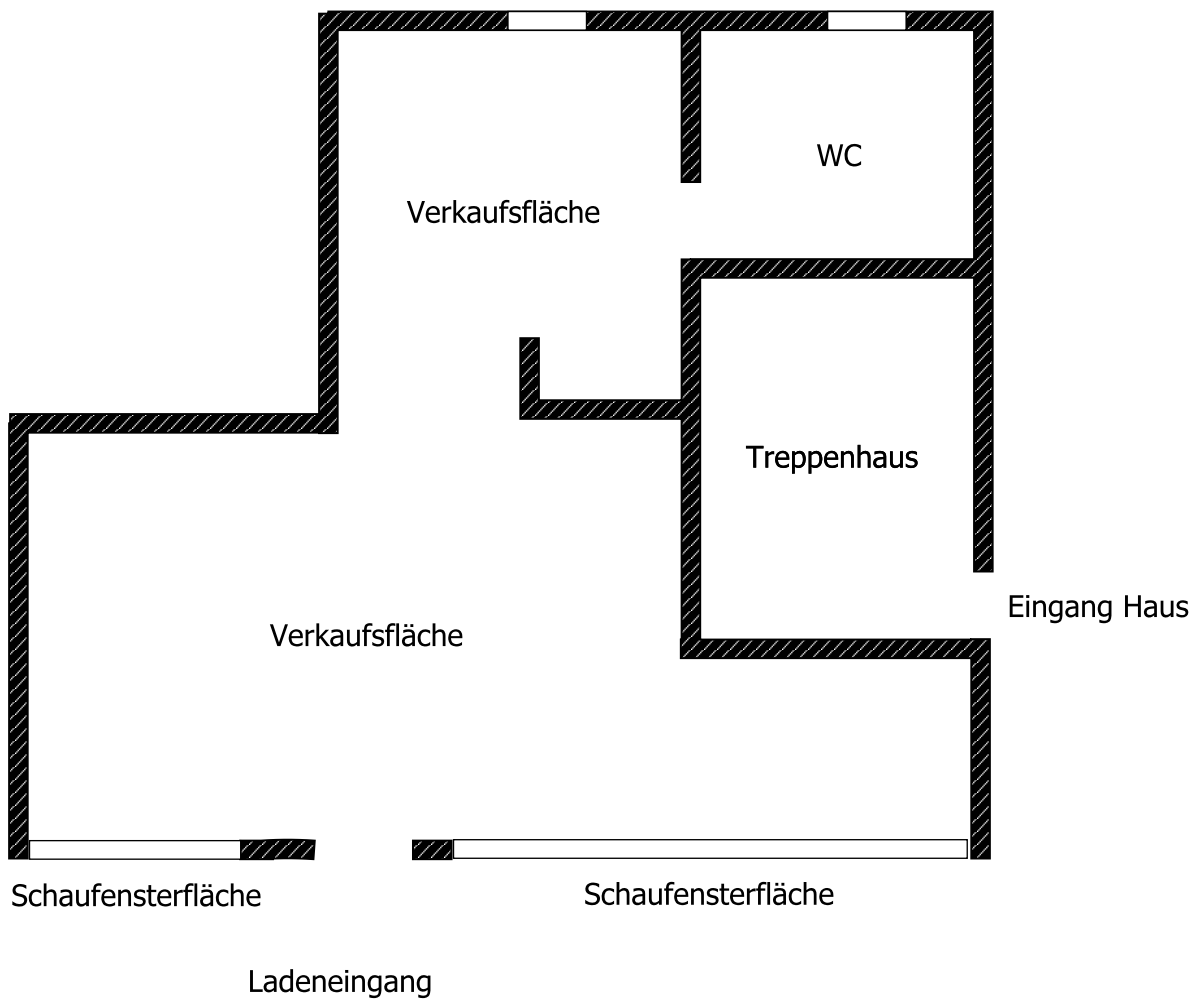 WC
Verkaufsfläche
Treppenhaus
Eingang Haus
Verkaufsfläche
Schaufensterfläche
Schaufensterfläche
Ladeneingang